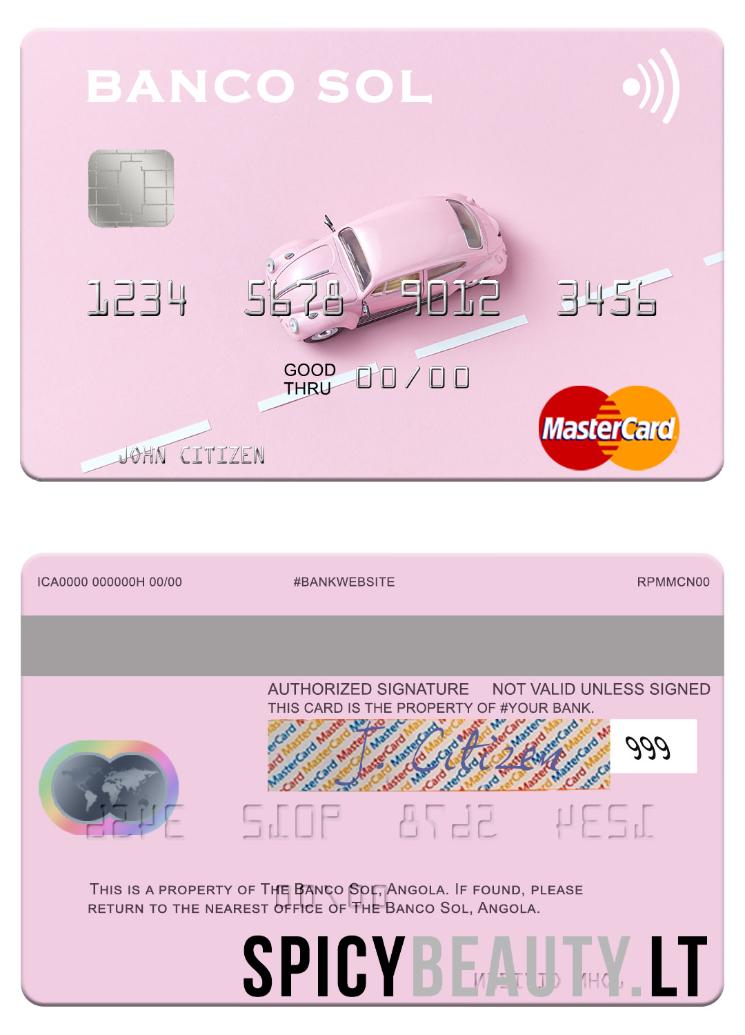 BANCO SOL
1234 5678 9012 3456
GOOD THRU 00/00
MasterCard
JOHN CITIZEN
ICA0000 000000H 00/00 #BANKWEBSITE RPMMCN00
AUTHORIZED SIGNATURE NOT VALID UNLESS SIGNED
THIS CARD IS THE PROPERTY OF #YOUR BANK.
J. Citizen 999
THIS IS A PROPERTY OF THE BANCO SOL, ANGOLA. IF FOUND, PLEASE
RETURN TO THE NEAREST OFFICE OF THE BANCO SOL, ANGOLA.
SPICYBEAUTY.LT